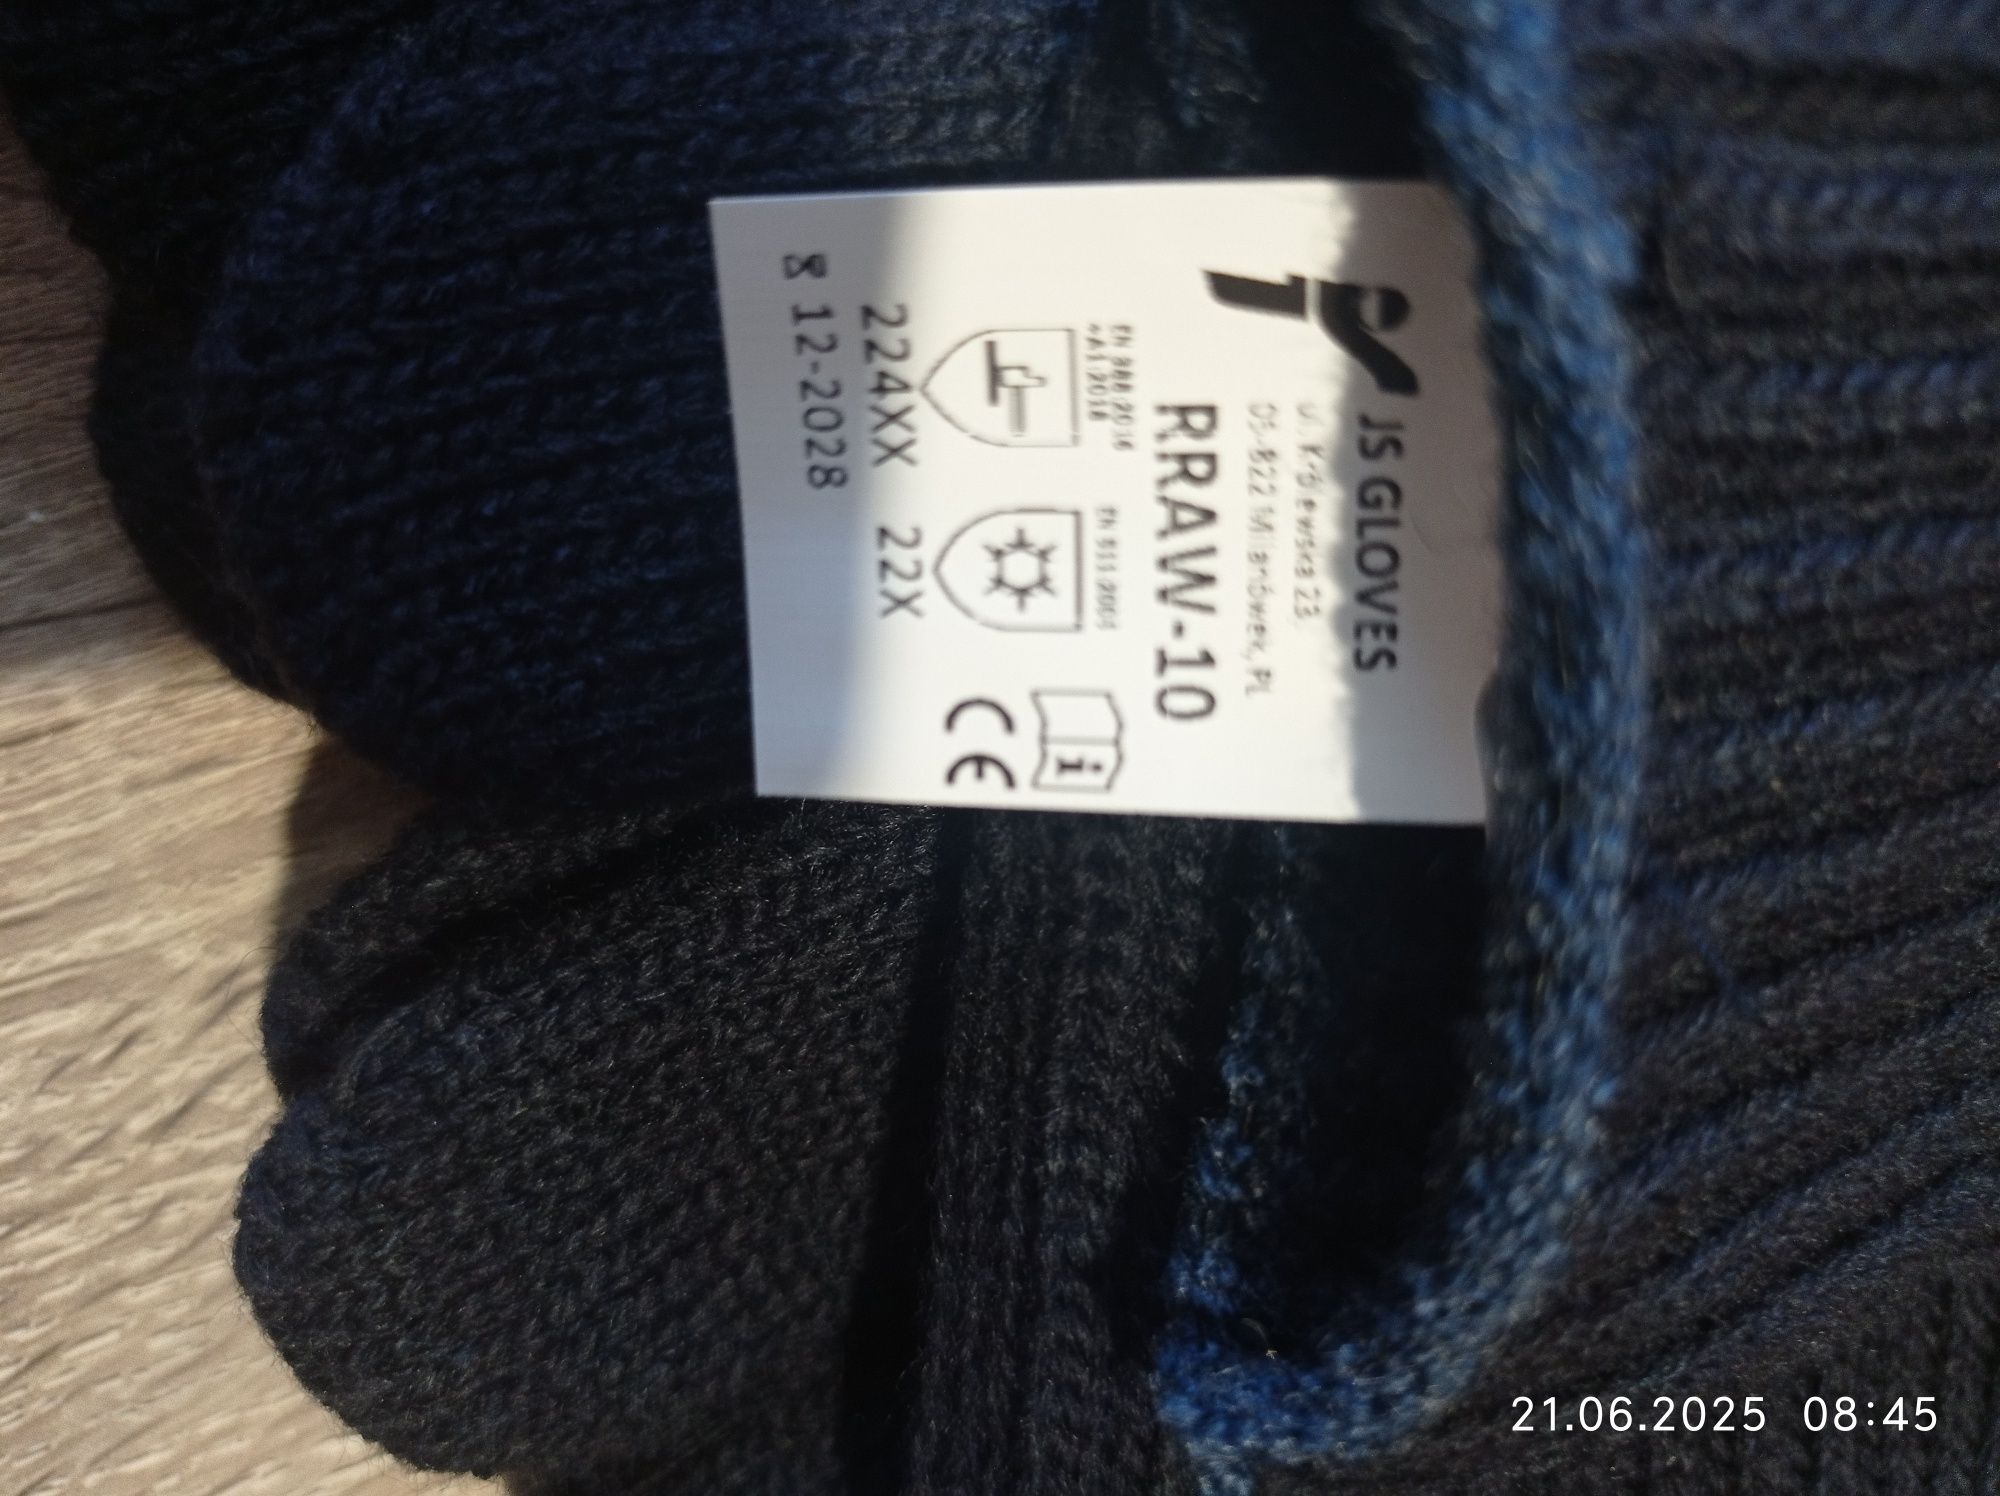 JS GLOVES
ul. Królewska 23,
05-822 Milanówek, PL
RRAW-10
EN 388:2016
+A1:2018
EN 511:2006
i
224XX
22X
CE
12-2028
21.06.2025 08:45